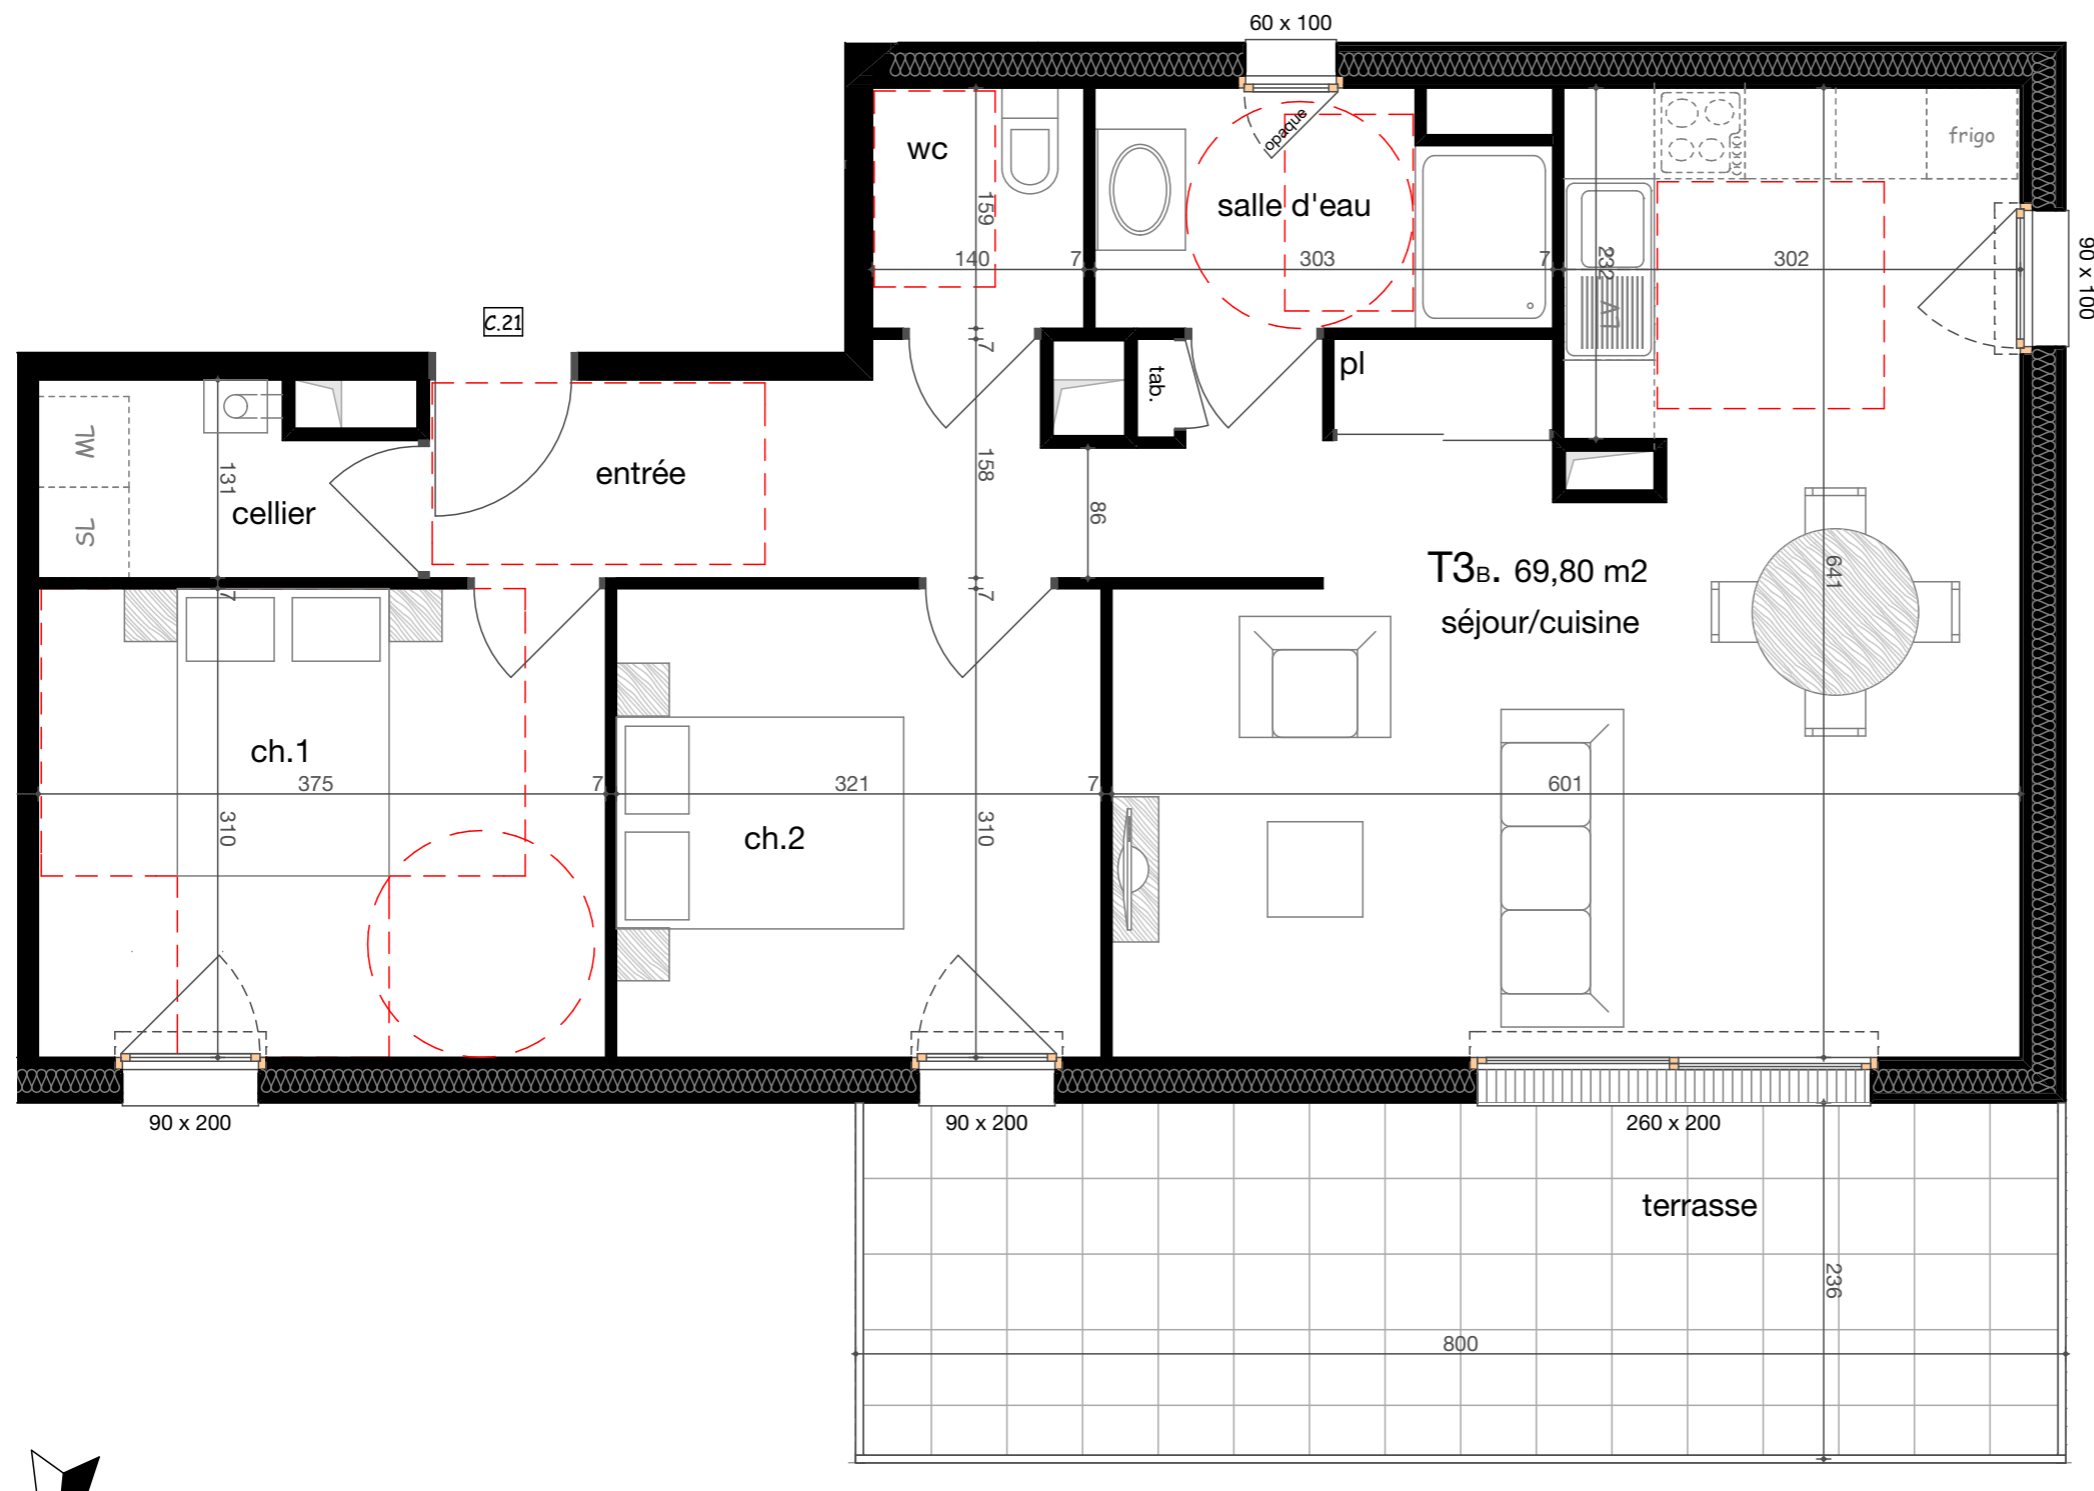 60 x 100
opaque
wc
frigo
salle d'eau
159
140
7
303
7
232
302
90 x 100
LV
C.21
7
tab.
pl
LM
SL
131
cellier
entrée
158
86
T3B. 69,80 m2
séjour/cuisine
641
7
7
ch.1
375
7
321
7
601
310
ch.2
310
90 x 200
90 x 200
260 x 200
terrasse
236
800